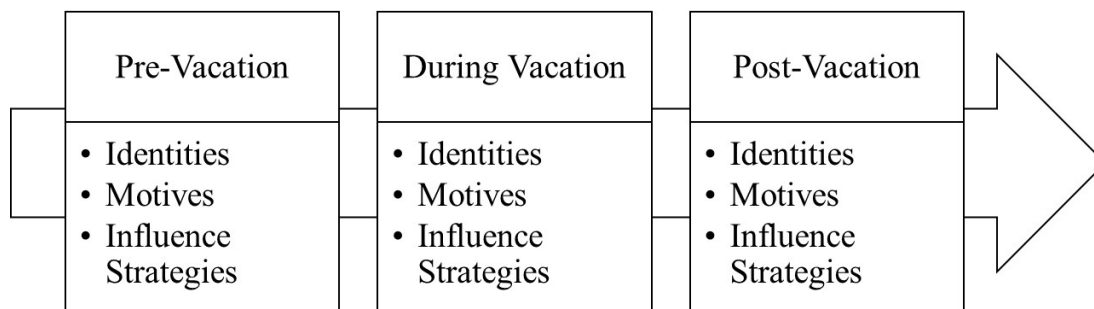 Pre-Vacation
• Identities
• Motives
• Influence
Strategies
During Vacation
• Identities
• Motives
• Influence
Strategies
Post-Vacation
• Identities
• Motives
• Influence
Strategies